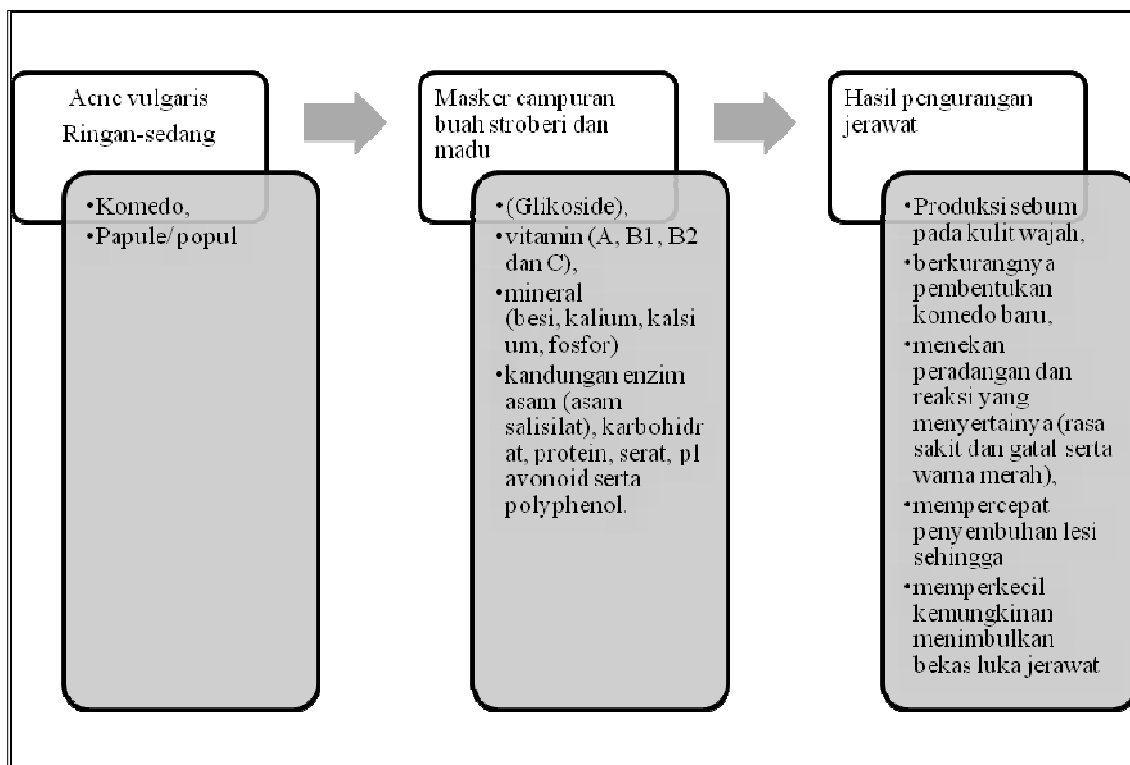 Acne vulgaris
Ringan-sedang
•Komedo,
•Papule/ popul
Masker campuran
buah stroberi dan
madu
•(Glikoside),
•vitamin (A, B1, B2
dan C),
•mineral
(besi, kalium, kalsi
um, fosfor)
•kandungan enzim
asam (asam
salisilat), karbohidr
at, protein, serat, pl
avonoid serta
polyphenol.
Hasil pengurangan
jerawat
•Produksi sebum
pada kulit wajah,
•berkurangnya
pembentukan
komedo baru,
•menekan
peradangan dan
reaksi yang
menyertainya (rasa
sakit dan gatal serta
warna merah),
•mempercepat
penyembuhan lesi
sehingga
•memperkecil
kemungkinan
menimbulkan
bekas luka jerawat